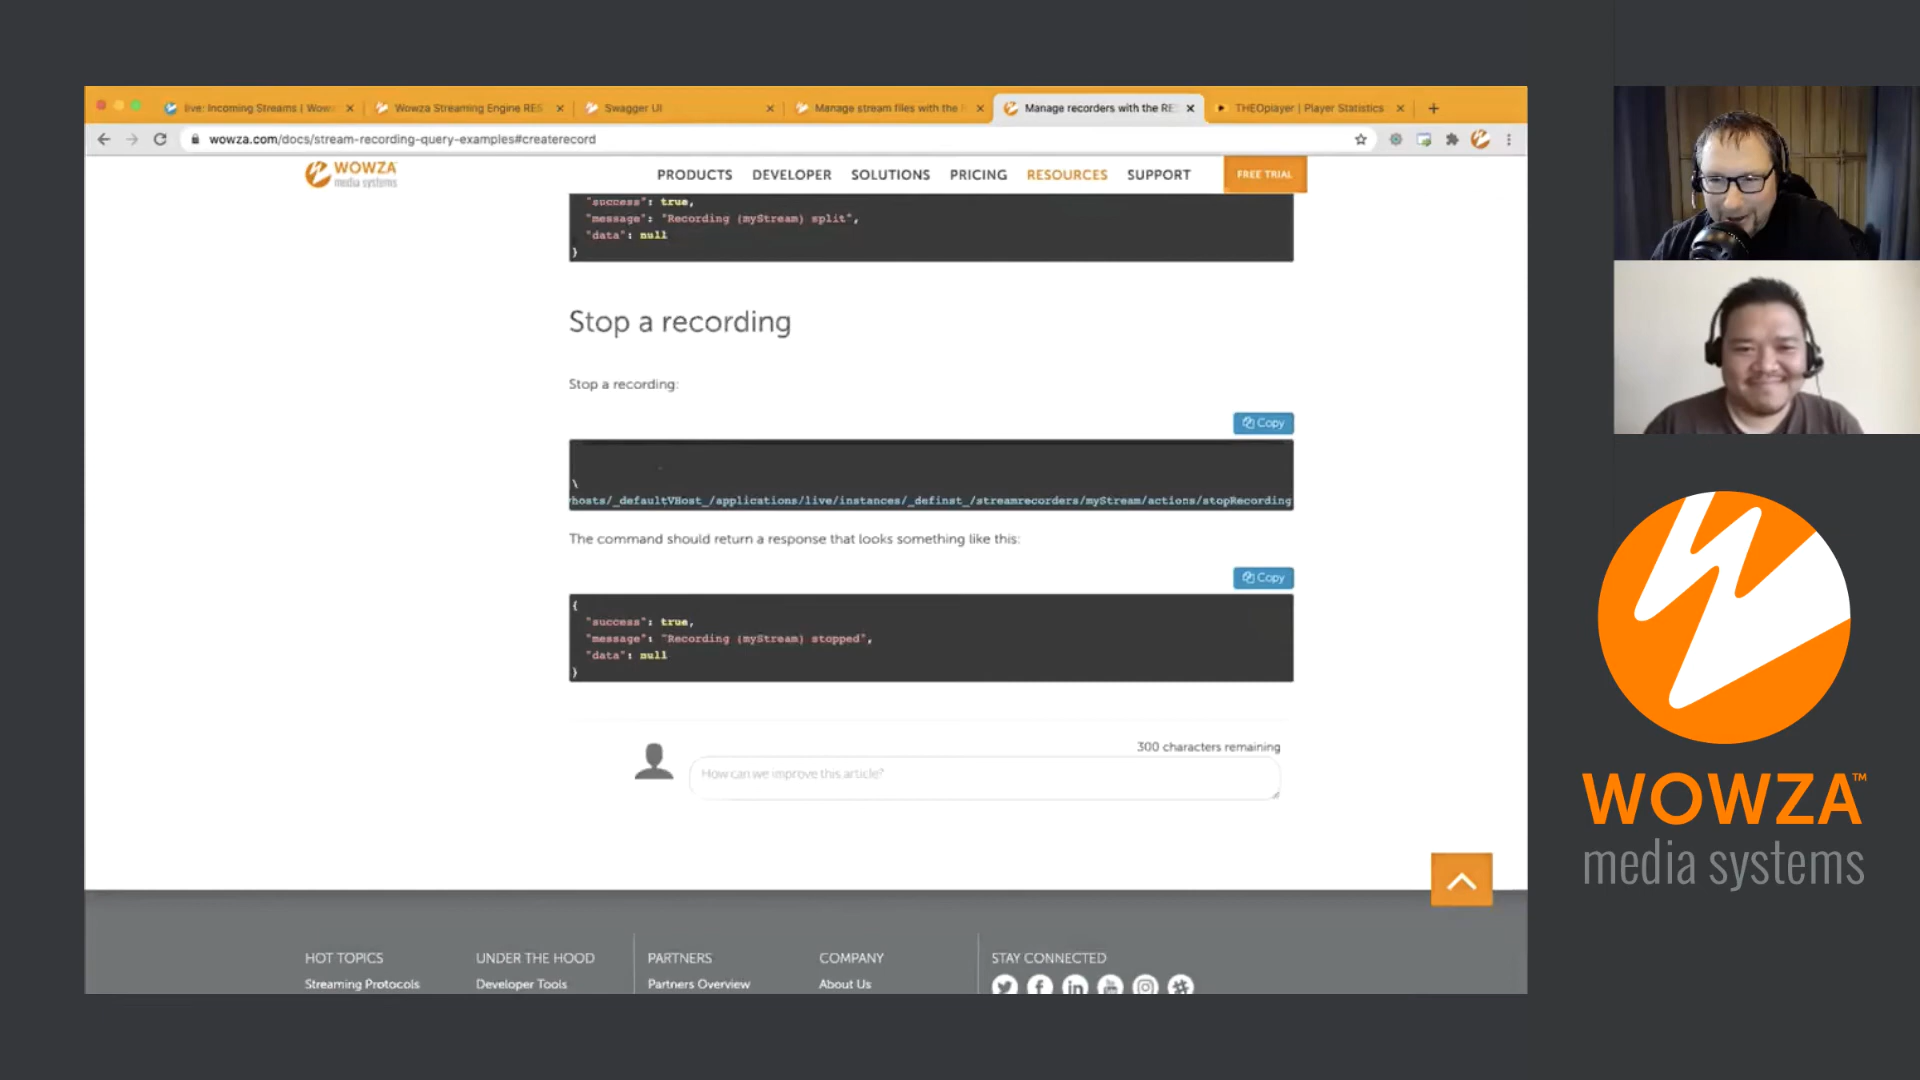 live: Incoming Streams | Wow
Wowza Streaming Engine RES
Swagger UI
Manage stream files with the
Manage recorders with the RE
THEOplayer | Player Statistics
wowza.com/docs/stream-recording-query-examples#createrecord
WOWZA
media systems
PRODUCTS
DEVELOPER
SOLUTIONS
PRICING
RESOURCES
SUPPORT
FREE TRIAL
"success": true,
"message": "Recording (myStream) split",
"data": null
}
Stop a recording
Stop a recording:
Copy
\
hosts/_defaultVHost_/applications/live/instances/_definst_/streamrecorders/myStream/actions/stopRecording
The command should return a response that looks something like this:
Copy
{
"success": true,
"message": "Recording (myStream) stopped",
"data": null
}
300 characters remaining
How can we improve this article?
HOT TOPICS
UNDER THE HOOD
PARTNERS
COMPANY
STAY CONNECTED
Streaming Protocols
Developer Tools
Partners Overview
About Us
WOWZA™
media systems